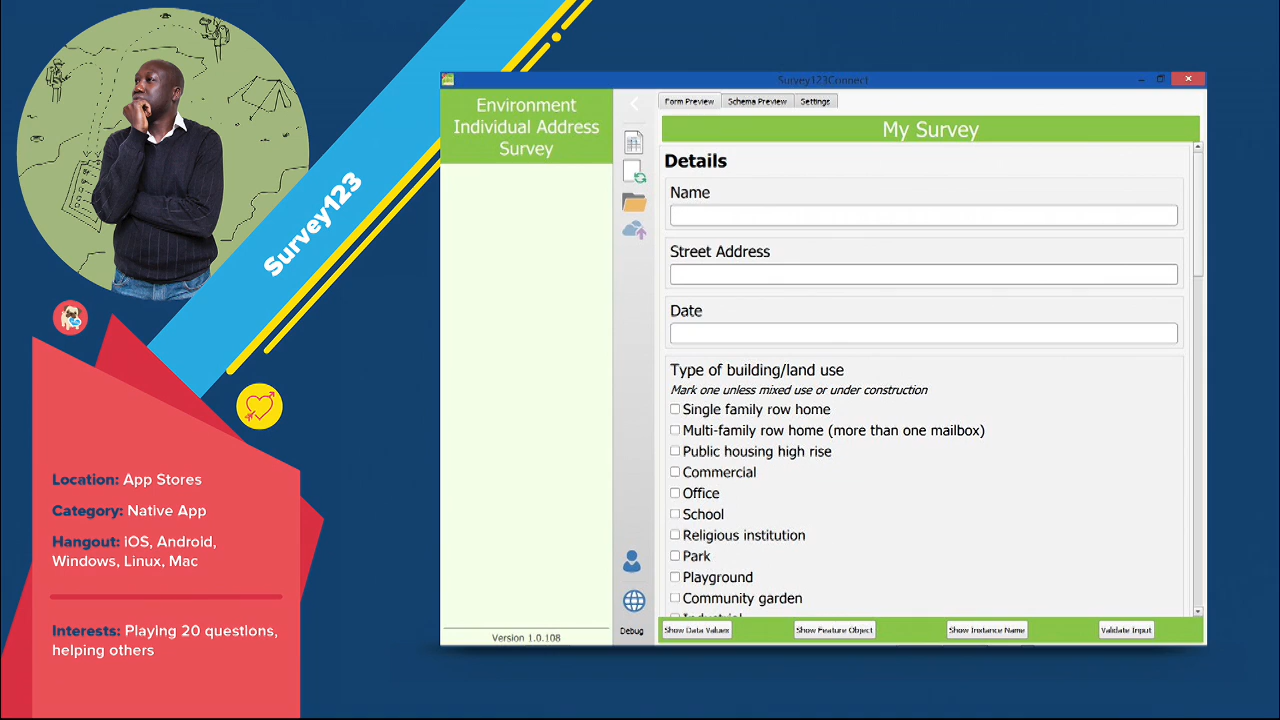 Survey123
Location: App Stores
Category: Native App
Hangout: iOS, Android,
Windows, Linux, Mac
Interests: Playing 20 questions,
helping others
Survey123Connect
Environment
Individual Address
Survey
Version 1.0.108
Debug
Form Preview
Schema Preview
Settings
My Survey
Details
Name
Street Address
Date
Type of building/land use
Mark one unless mixed use or under construction
Single family row home
Multi-family row home (more than one mailbox)
Public housing high rise
Commercial
Office
School
Religious institution
Park
Playground
Community garden
Show Data Values
Show Feature Object
Show Instance Name
Validate Input